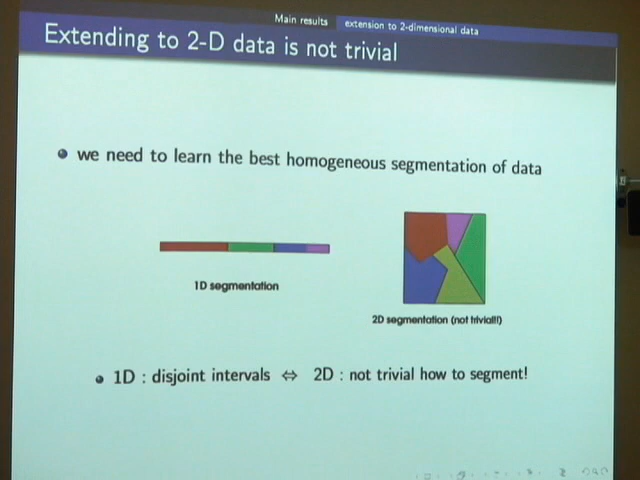 Main results
extension to 2-dimensional data
Extending to 2-D data is not trivial
we need to learn the best homogeneous segmentation of data
1D segmentation
2D segmentation (not trivial!!)
1D : disjoint intervals ⇔ 2D : not trivial how to segment!